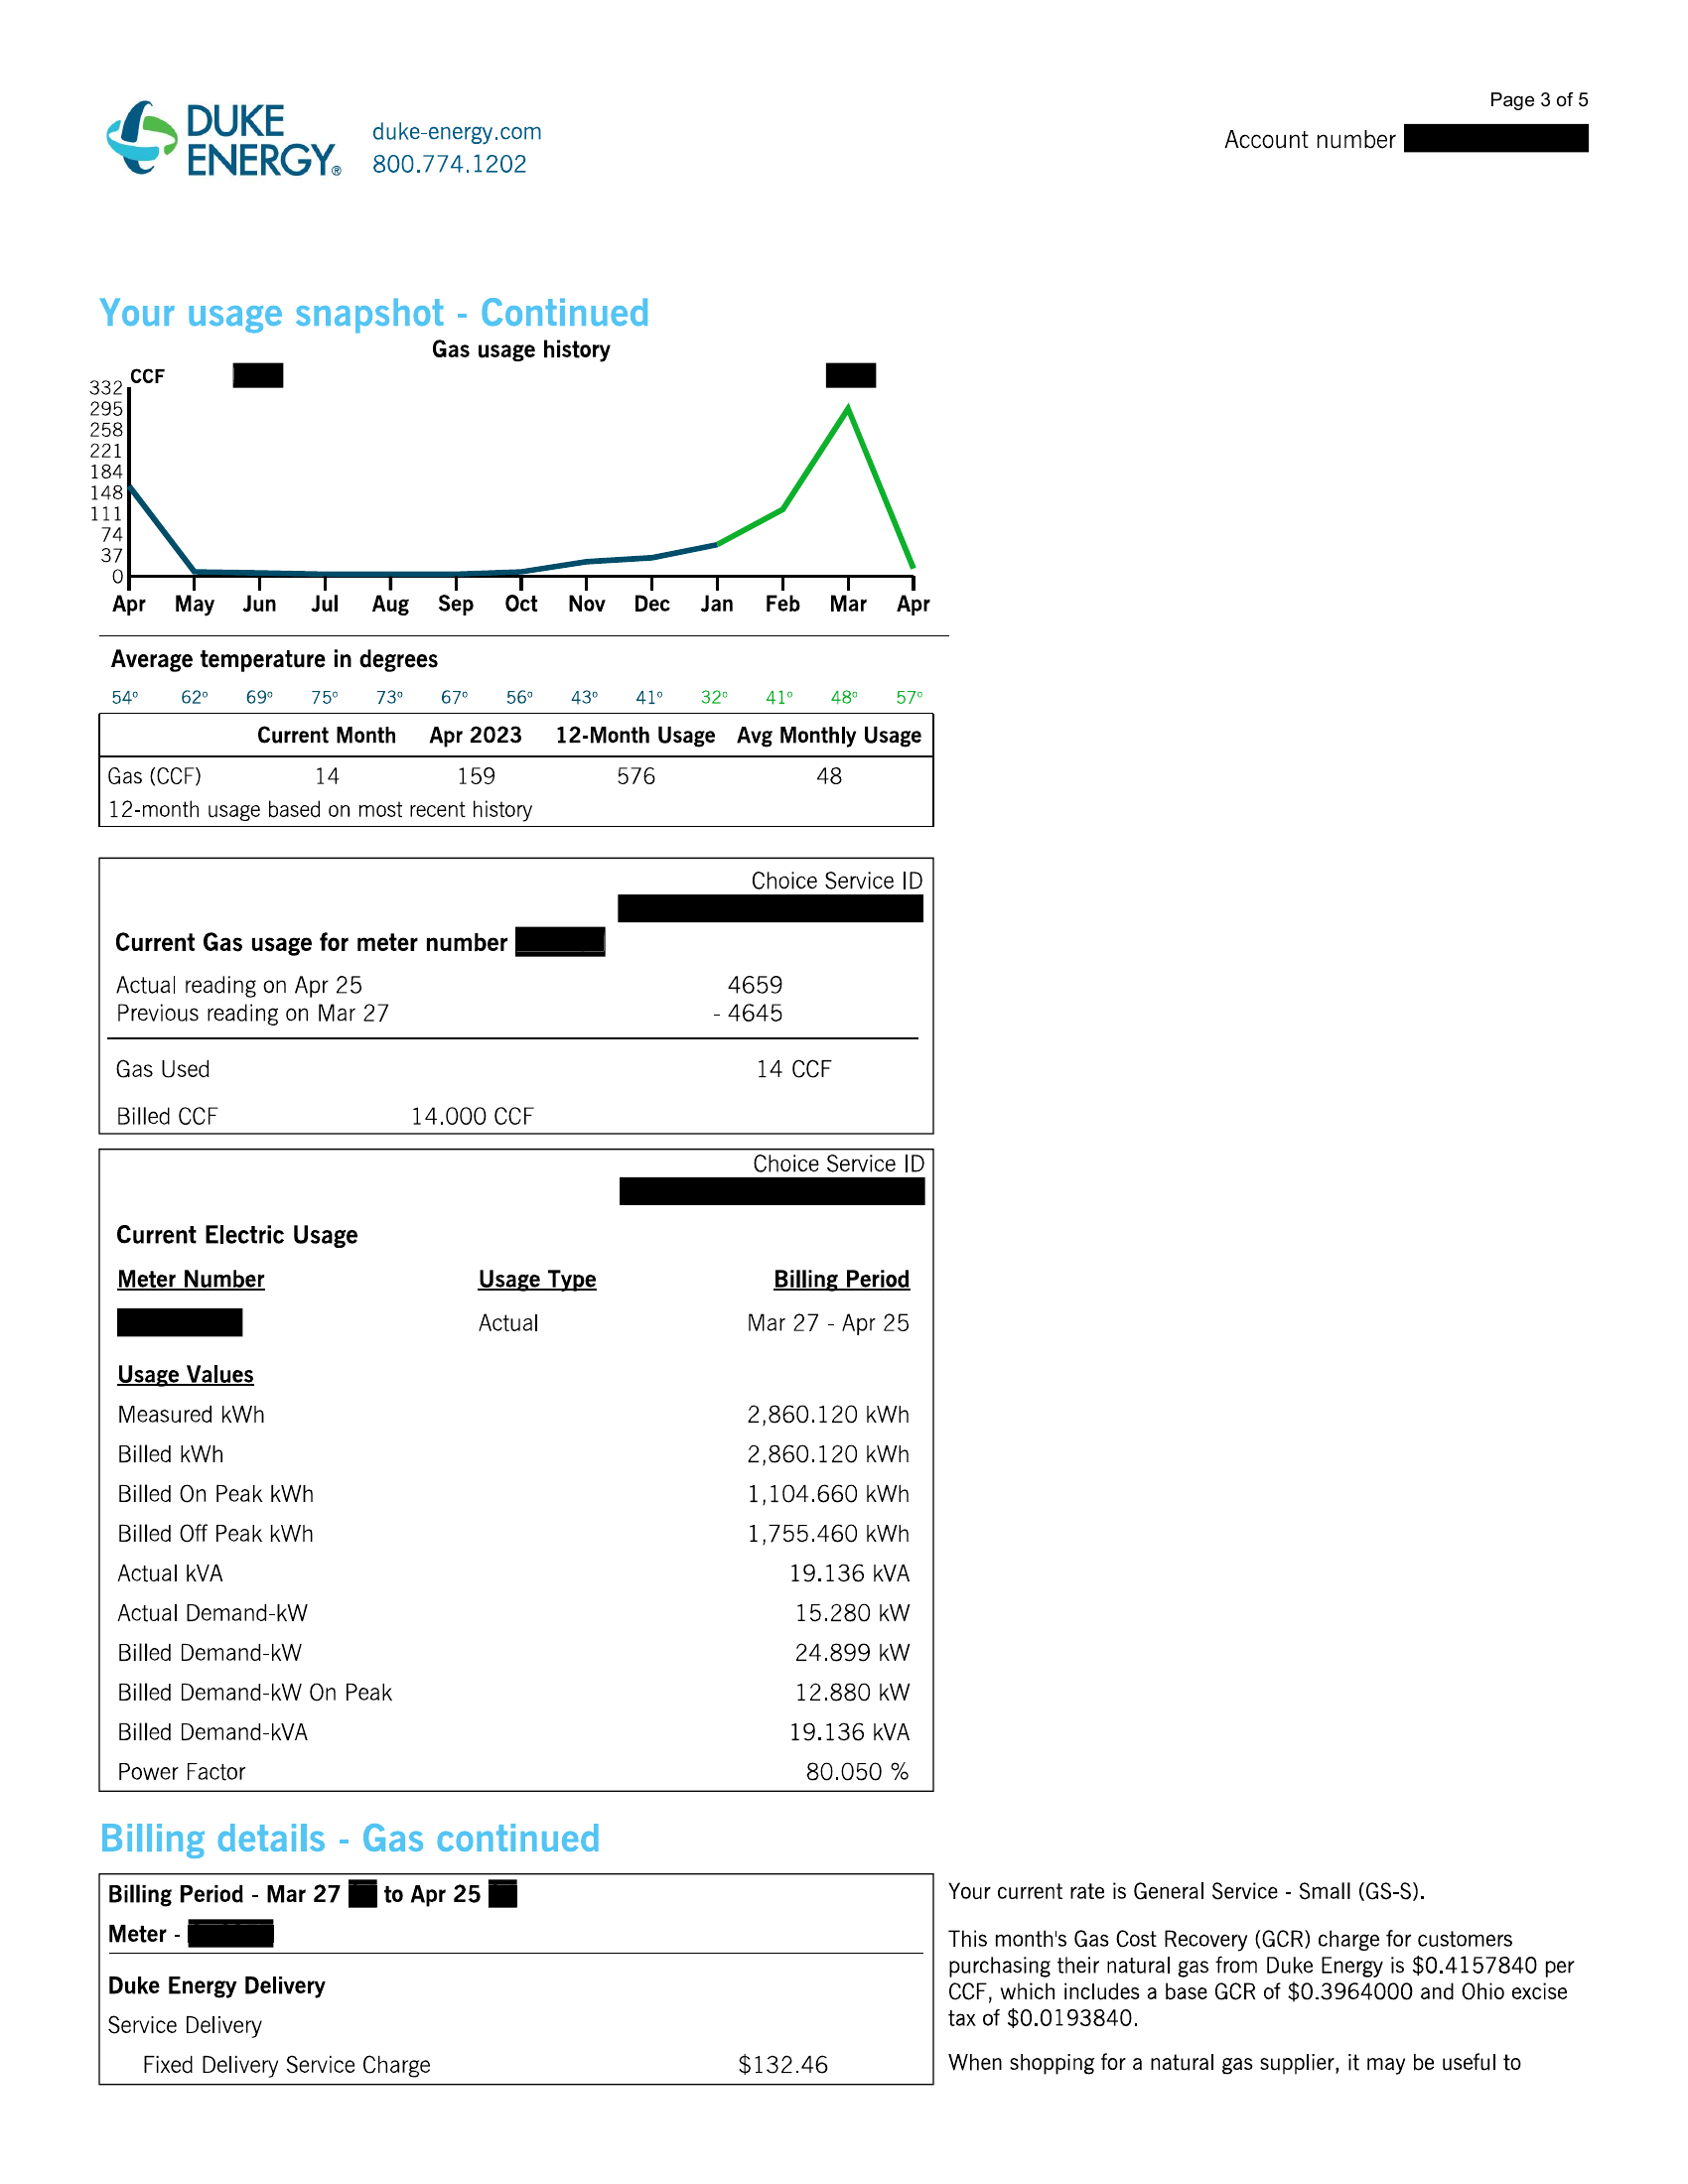 Page 3 of 5
DUKE
ENERGY®
duke-energy.com
800.774.1202
Account number
Your usage snapshot - Continued
Gas usage history
CCF
332
295
258
221
184
148
111
74
37
0
Apr May Jun Jul Aug Sep Oct Nov Dec Jan Feb Mar Apr
Average temperature in degrees
54° 62° 69° 75° 73° 67° 56° 43° 41° 32° 41° 48° 57°
Current Month Apr 2023 12-Month Usage Avg Monthly Usage
Gas (CCF) 14 159 576 48
12-month usage based on most recent history
Choice Service ID
Current Gas usage for meter number
Actual reading on Apr 25 4659
Previous reading on Mar 27 - 4645
Gas Used 14 CCF
Billed CCF 14.000 CCF
Choice Service ID
Current Electric Usage
Meter Number Usage Type Billing Period
Actual Mar 27 - Apr 25
Usage Values
Measured kWh 2,860.120 kWh
Billed kWh 2,860.120 kWh
Billed On Peak kWh 1,104.660 kWh
Billed Off Peak kWh 1,755.460 kWh
Actual kVA 19.136 kVA
Actual Demand-kW 15.280 kW
Billed Demand-kW 24.899 kW
Billed Demand-kW On Peak 12.880 kW
Billed Demand-kVA 19.136 kVA
Power Factor 80.050 %
Billing details - Gas continued
Billing Period - Mar 27 to Apr 25
Meter -
Duke Energy Delivery
Service Delivery
Fixed Delivery Service Charge $132.46
Your current rate is General Service - Small (GS-S).
This month's Gas Cost Recovery (GCR) charge for customers
purchasing their natural gas from Duke Energy is $0.4157840 per
CCF, which includes a base GCR of $0.3964000 and Ohio excise
tax of $0.0193840.
When shopping for a natural gas supplier, it may be useful to